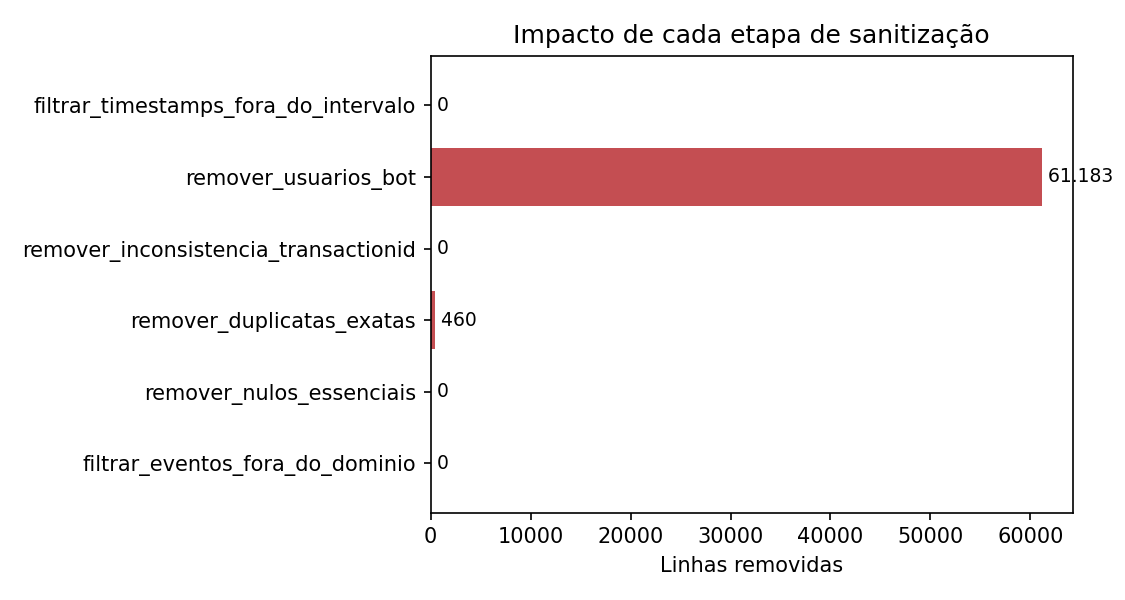 Impacto de cada etapa de sanitização
filtrar_timestamps_fora_do_intervalo 0
remover_usuarios_bot 61.183
remover_inconsistencia_transactionid 0
remover_duplicatas_exatas 460
remover_nulos_essenciais 0
filtrar_eventos_fora_do_dominio 0
0 10000 20000 30000 40000 50000 60000
Linhas removidas